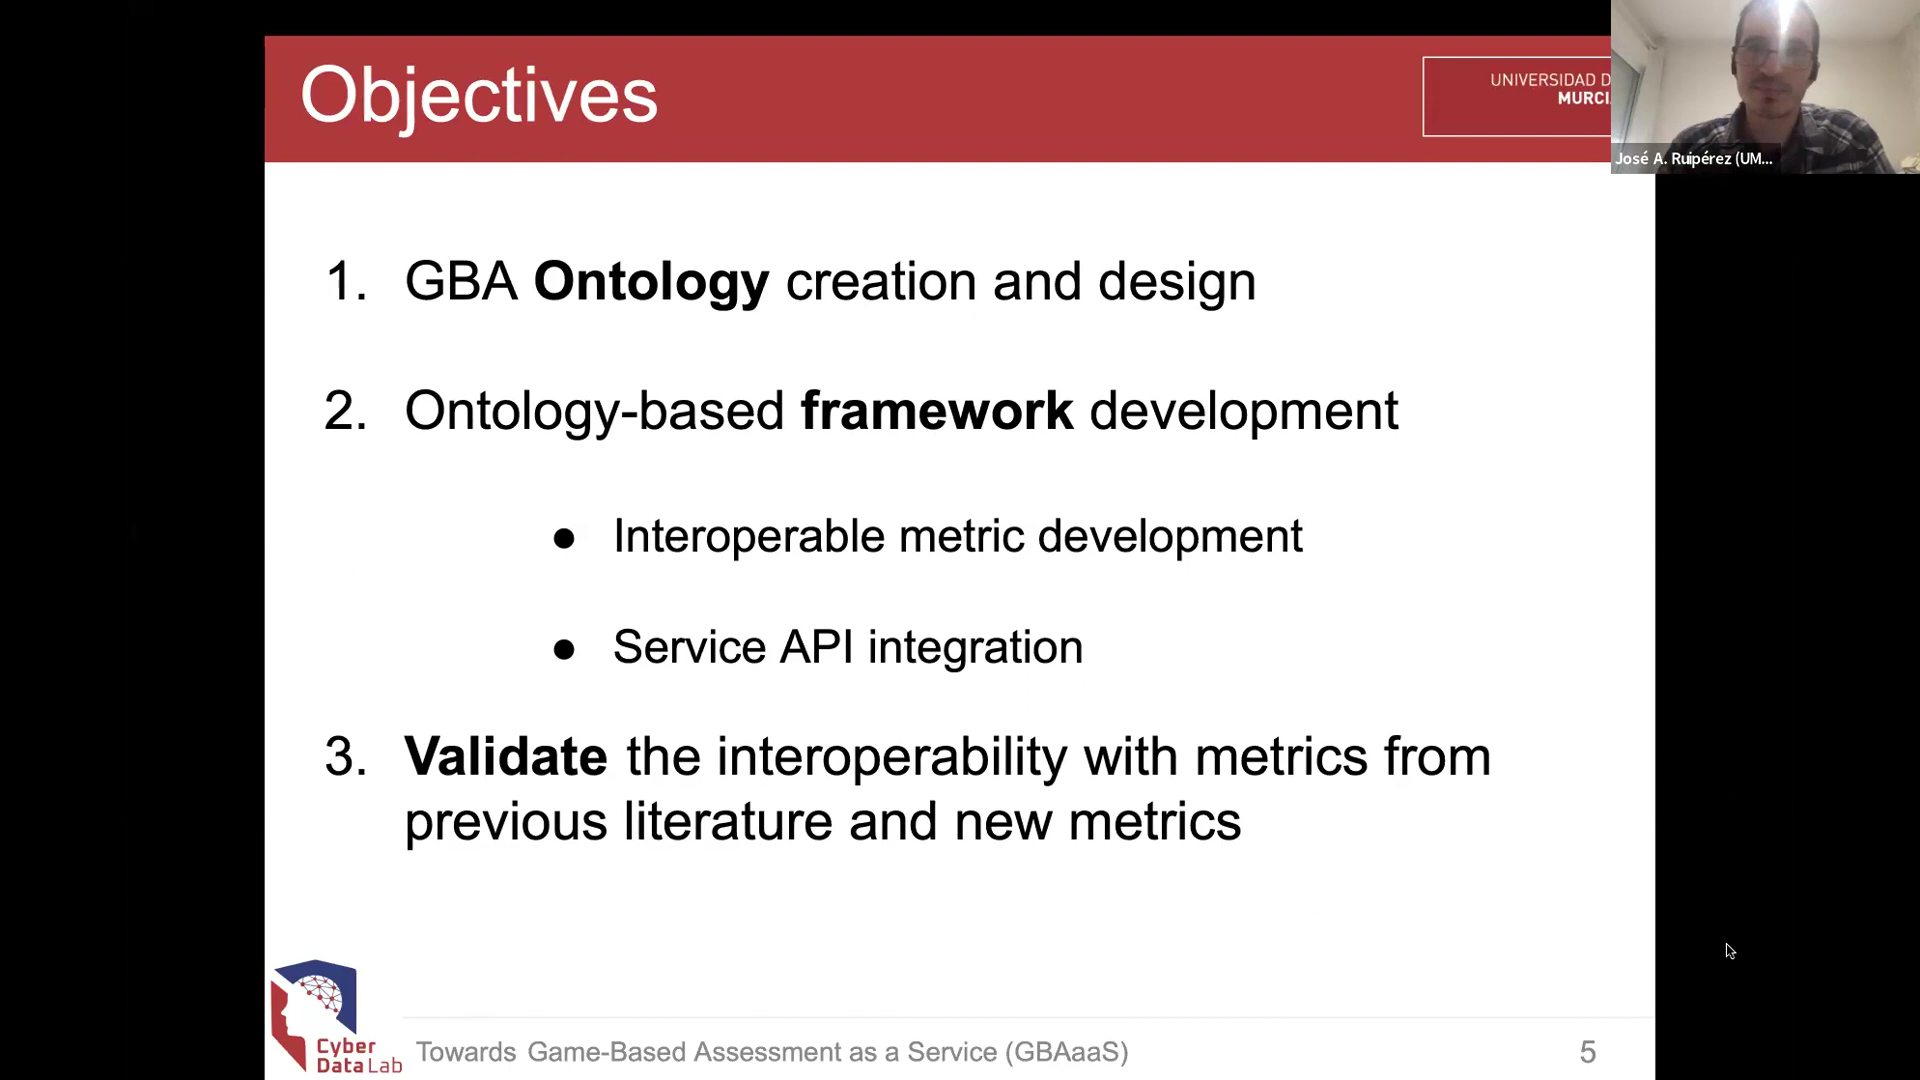 Objectives
UNIVERSIDAD D
MURCI
José A. Ruipérez (UM...
1. GBA Ontology creation and design
2. Ontology-based framework development
● Interoperable metric development
● Service API integration
3. Validate the interoperability with metrics from
previous literature and new metrics
Cyber
DataLab
Towards Game-Based Assessment as a Service (GBAaaS)
5